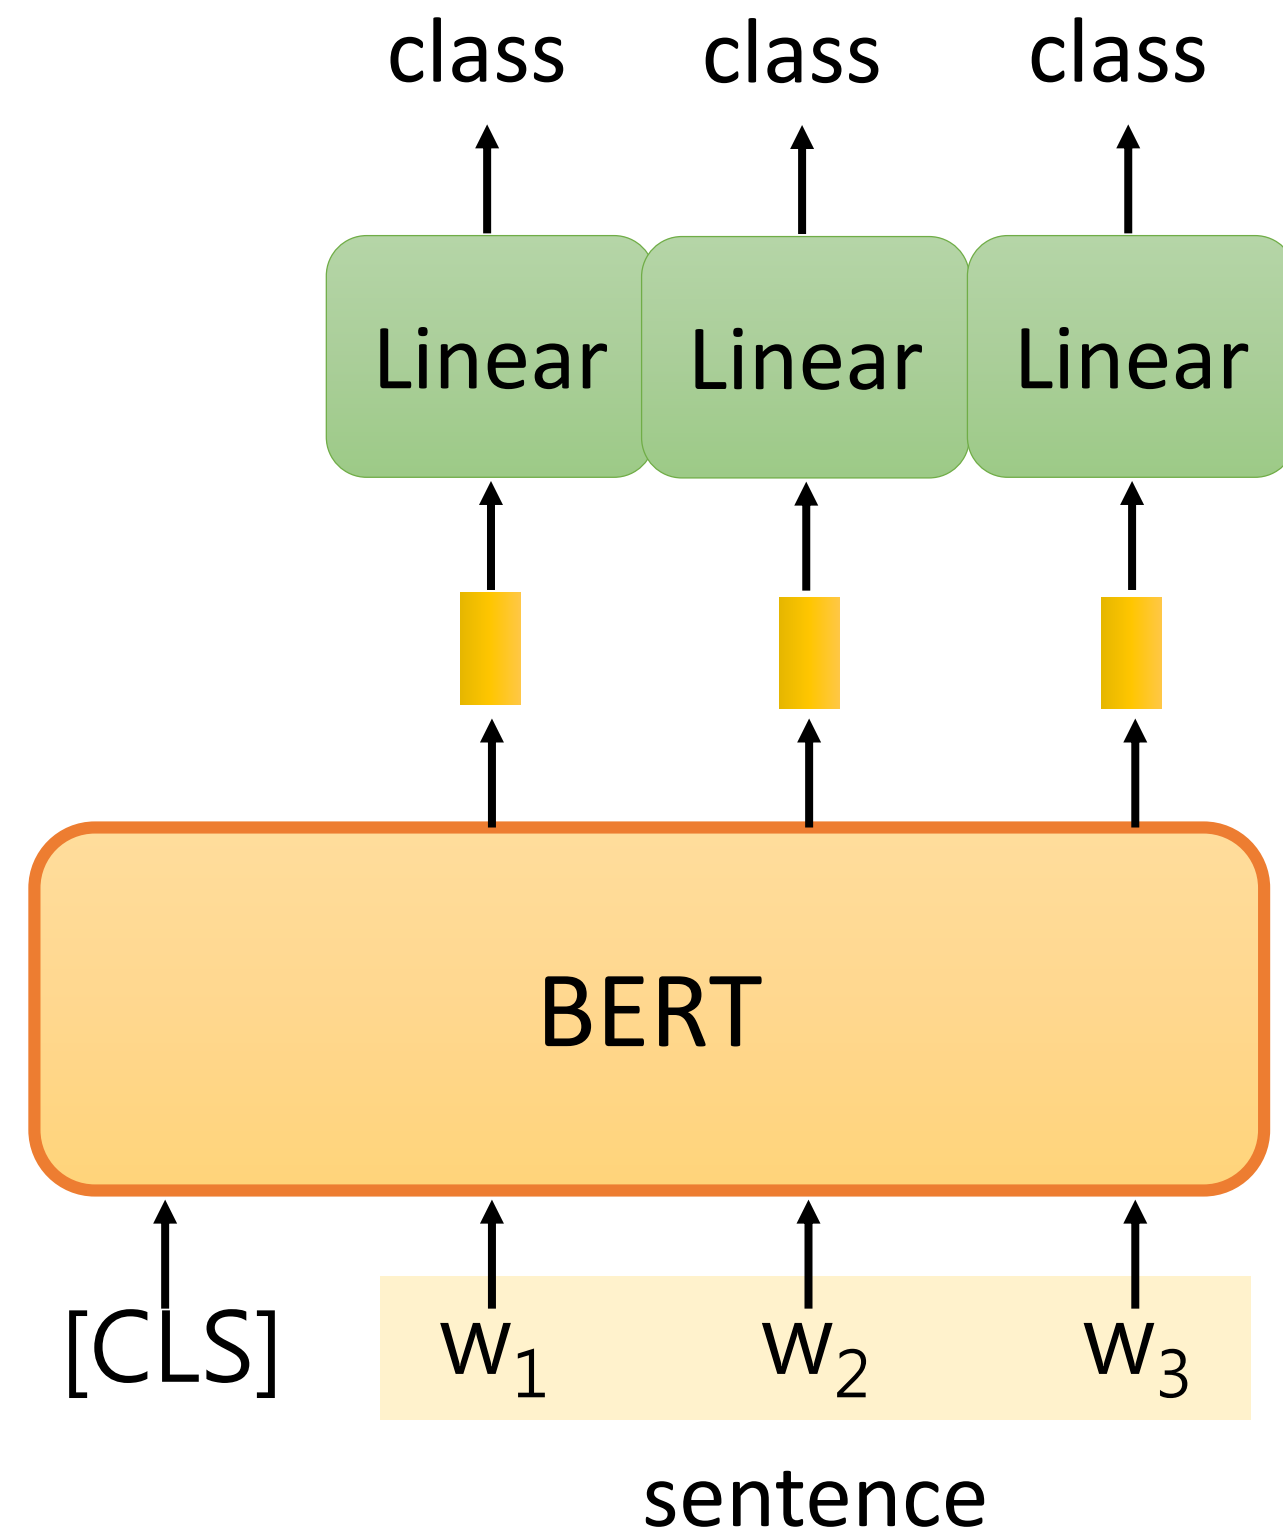 class class class
Linear Linear Linear
BERT
[CLS] w₁ w₂ w₃
sentence